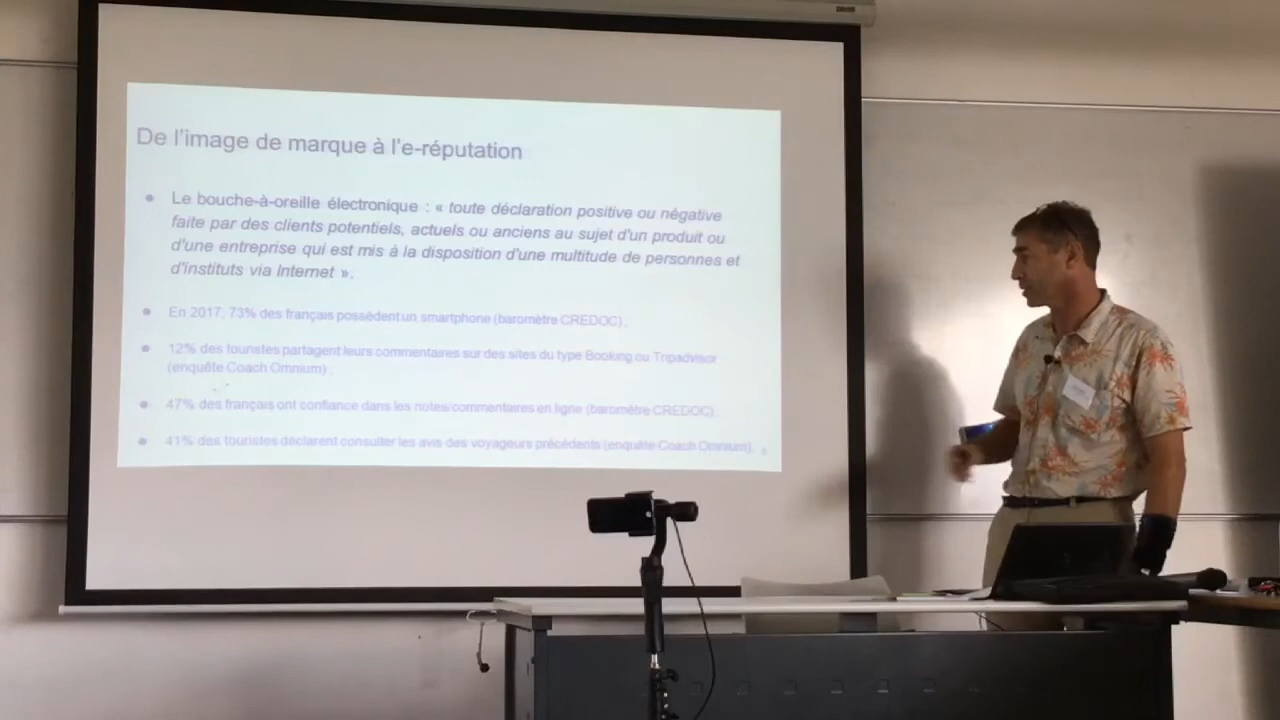 De l'image de marque à l'e-réputation
● Le bouche-à-oreille électronique : « toute déclaration positive ou négative
faite par des clients potentiels, actuels ou anciens au sujet d'un produit ou
d'une entreprise qui est mis à la disposition d'une multitude de personnes et
d'instituts via Internet ».
● En 2017, 73% des français possèdent un smartphone (baromètre CREDOC) ;
● 12% des touristes partagent leurs commentaires sur des sites du type Booking ou Tripadvisor
(enquête Coach Omnium) ;
● 47% des français ont confiance dans les notes/commentaires en ligne (baromètre CREDOC).
● 41% des touristes déclarent consulter les avis des voyageurs précédents (enquête Coach Omnium).